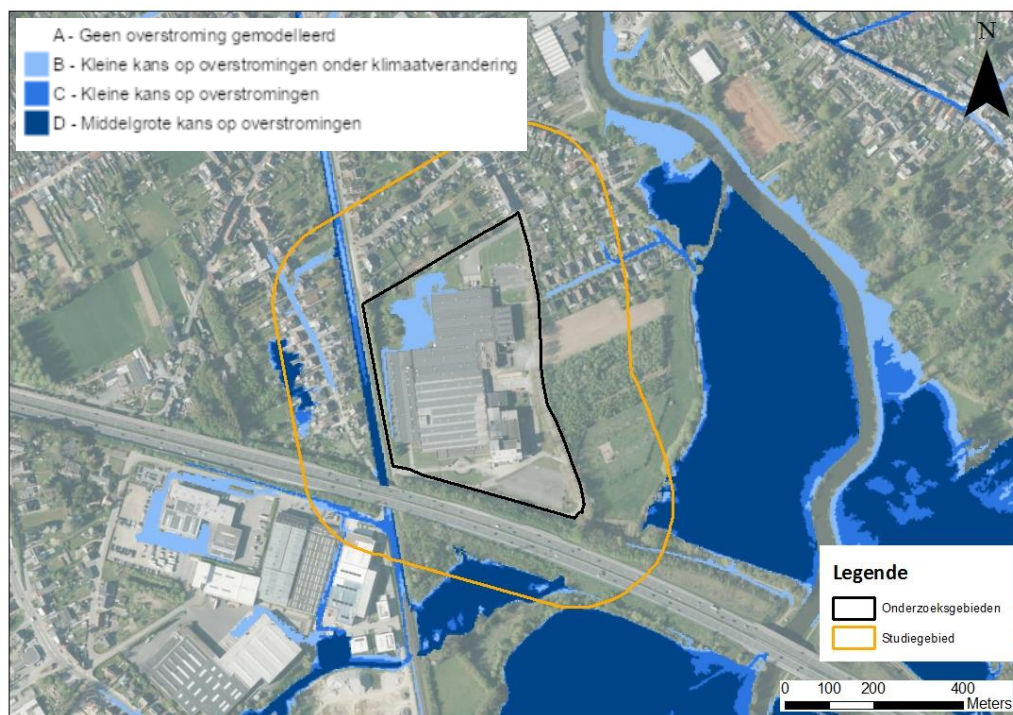 A - Geen overstroming gemodelleerd
B - Kleine kans op overstromingen onder klimaatverandering
C - Kleine kans op overstromingen
D - Middelgrote kans op overstromingen
N
Legende
Onderzoeksgebieden
Studiegebied
0 100 200 400
Meters